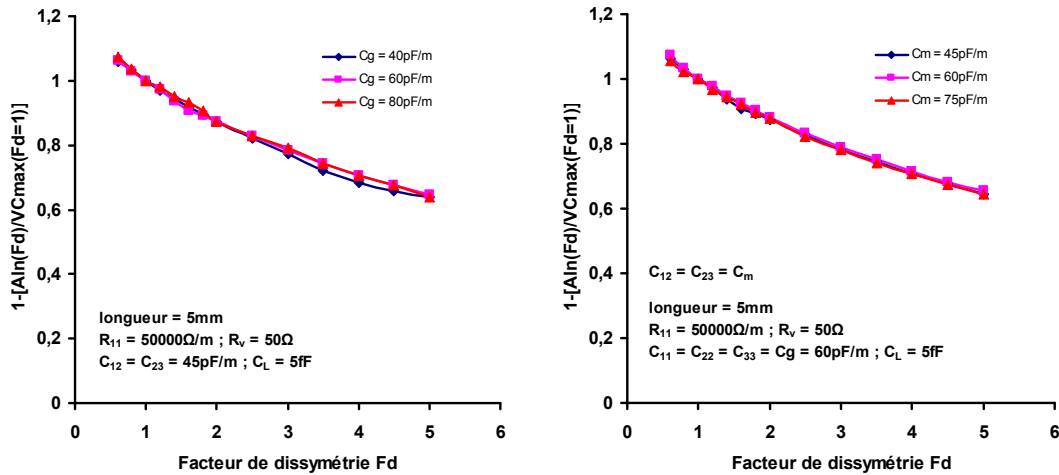 1-[Aln(Fd)/VCmax(Fd=1)]
1,2
1
0,8
0,6
0,4
0,2
0
0 1 2 3 4 5 6
Cg = 40pF/m
Cg = 60pF/m
Cg = 80pF/m
longueur = 5mm
R11 = 50000Ω/m ; Rv = 50Ω
C12 = C23 = 45pF/m ; CL = 5fF
Facteur de dissymétrie Fd
1-[Aln(Fd)/VCmax(Fd=1)]
1,2
1
0,8
0,6
0,4
0,2
0
0 1 2 3 4 5 6
Cm = 45pF/m
Cm = 60pF/m
Cm = 75pF/m
C12 = C23 = Cm
longueur = 5mm
R11 = 50000Ω/m ; Rv = 50Ω
C11 = C22 = C33 = Cg = 60pF/m ; CL = 5fF
Facteur de dissymétrie Fd